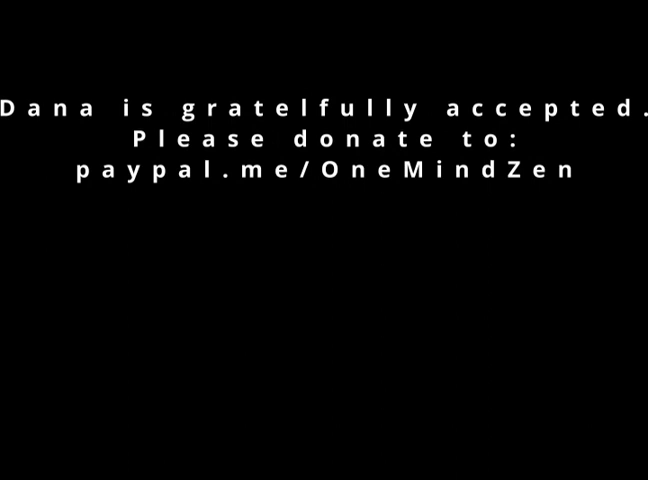 Dana is gratelfully accepted.
Please donate to:
paypal.me/OneMindZen